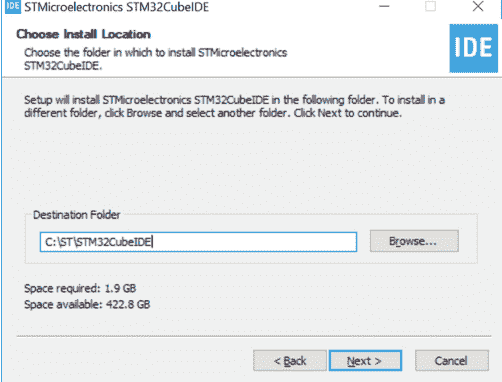 IDE STMicroelectronics STM32CubeIDE
Choose Install Location
Choose the folder in which to install STMicroelectronics
STM32CubeIDE.
IDE
Setup will install STMicroelectronics STM32CubeIDE in the following folder. To install in a
different folder, click Browse and select another folder. Click Next to continue.
Destination Folder
C:\ST\STM32CubeIDE
Browse...
Space required: 1.9 GB
Space available: 422.8 GB
< Back
Next >
Cancel